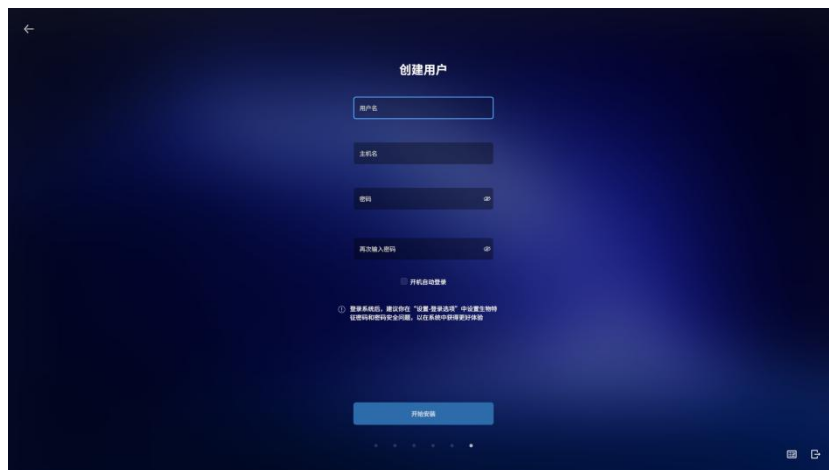 创建用户
用户名
主机名
密码
再次输入密码
开机自动登录
登录系统后，建议你在“设置-登录选项”中设置生物特
征密码和密码安全问题，以在系统中获得更好体验
开始安装